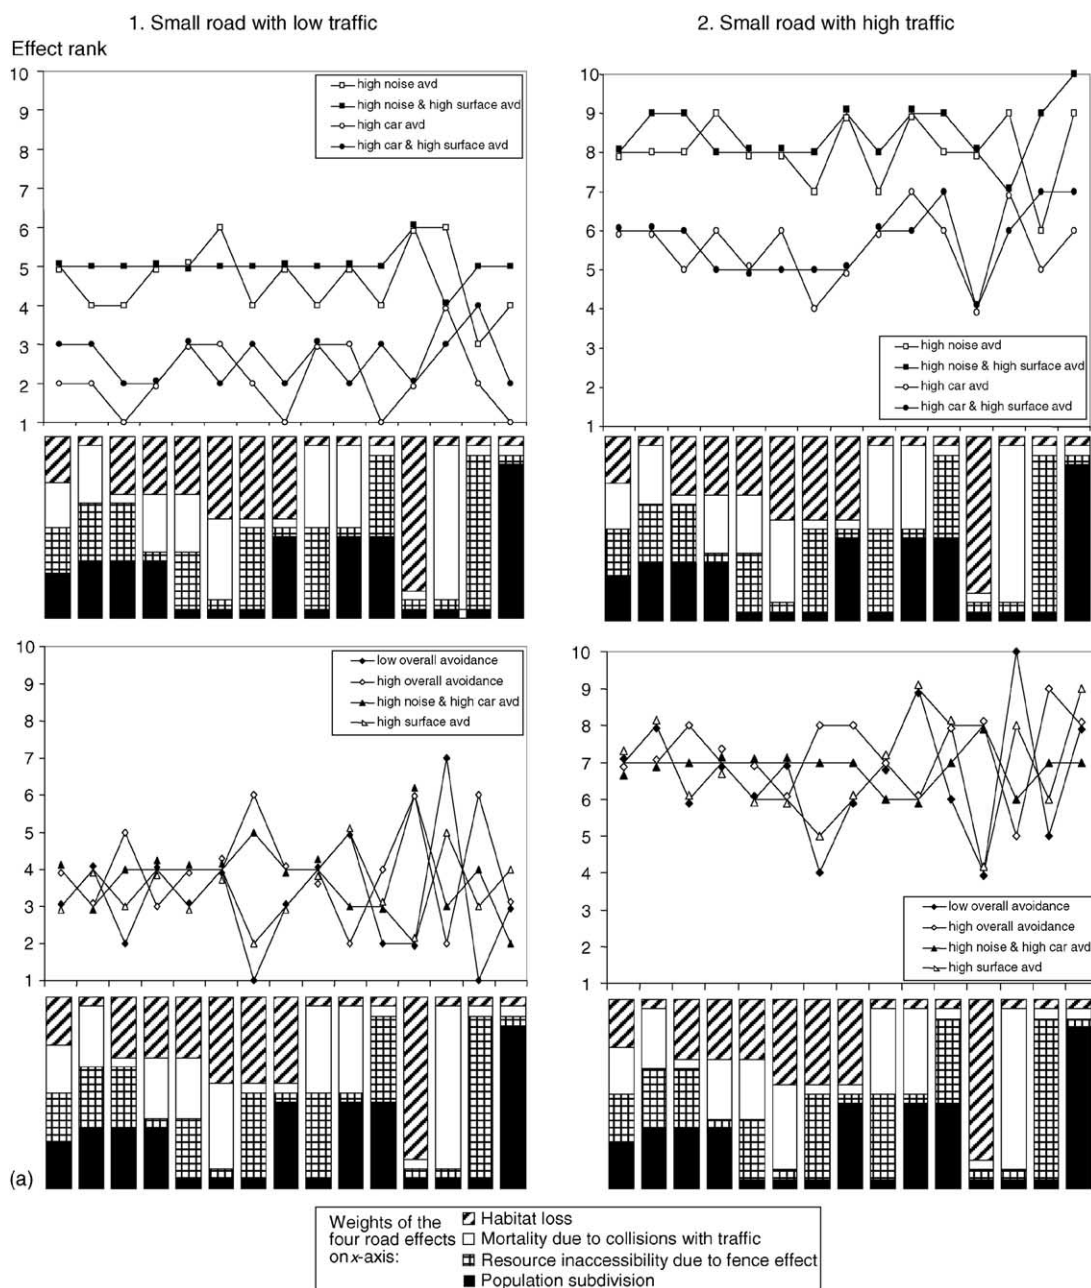 1. Small road with low traffic
2. Small road with high traffic
Effect rank
10
9
8
7
6
5
4
3
2
1
high noise avd
high noise & high surface avd
high car avd
high car & high surface avd
10
9
8
7
6
5
4
3
2
1
high noise avd
high noise & high surface avd
high car avd
high car & high surface avd
10
9
8
7
6
5
4
3
2
1
low overall avoidance
high overall avoidance
high noise & high car avd
high surface avd
10
9
8
7
6
5
4
3
2
1
low overall avoidance
high overall avoidance
high noise & high car avd
high surface avd
(a)
Weights of the
four road effects
on x-axis:
Habitat loss
Mortality due to collisions with traffic
Resource inaccessibility due to fence effect
Population subdivision